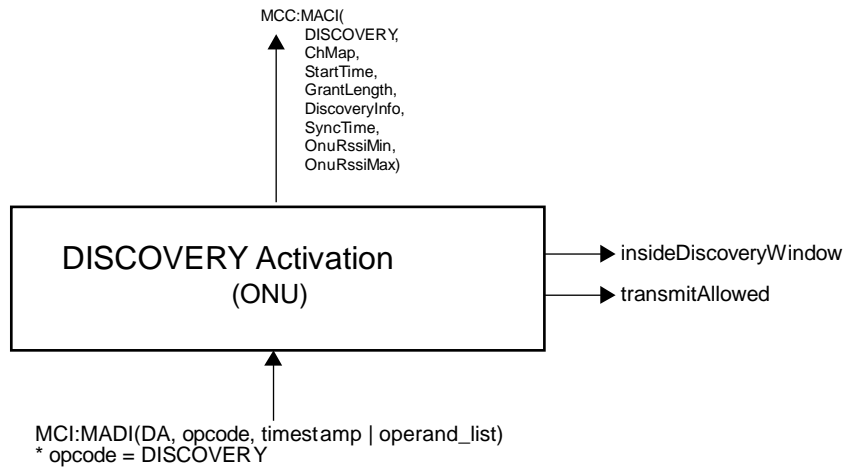 MCC:MACI(
DISCOVERY,
ChMap,
StartTime,
GrantLength,
DiscoveryInfo,
SyncTime,
OnuRssiMin,
OnuRssiMax)
DISCOVERY Activation
(ONU)
insideDiscoveryWindow
transmitAllowed
MCI:MADI(DA, opcode, timestamp | operand_list)
* opcode = DISCOVERY